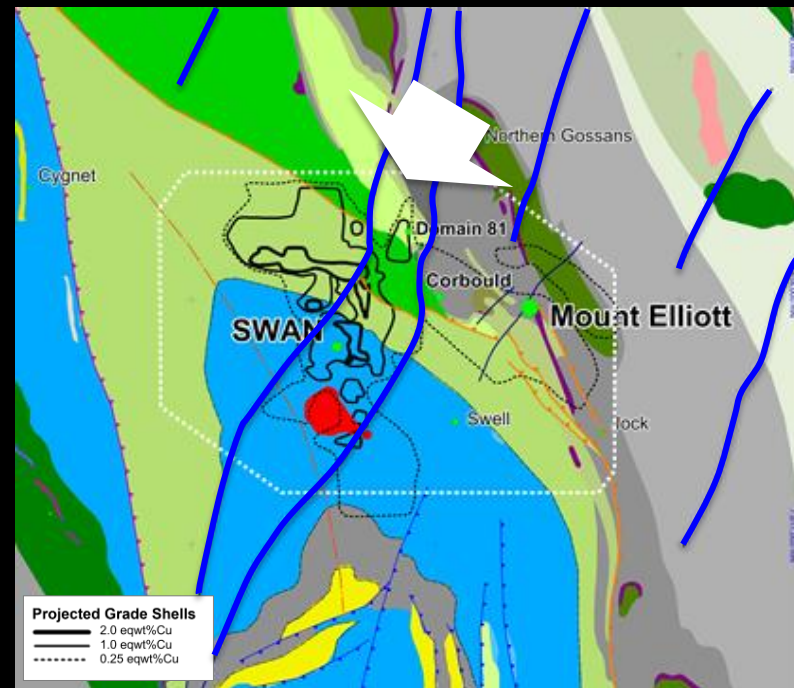 Northern Gossans
Cygnet
Domain 81
Corbould
Mount Elliott
SWAN
Swell
lock
Projected Grade Shells
2.0 eqwt%Cu
1.0 eqwt%Cu
0.25 eqwt%Cu